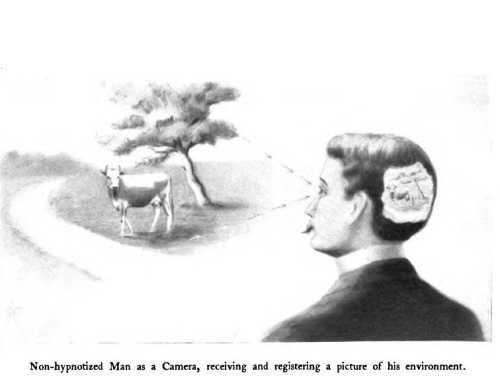 Non-hypnotized Man as a Camera, receiving and registering a picture of his environment.